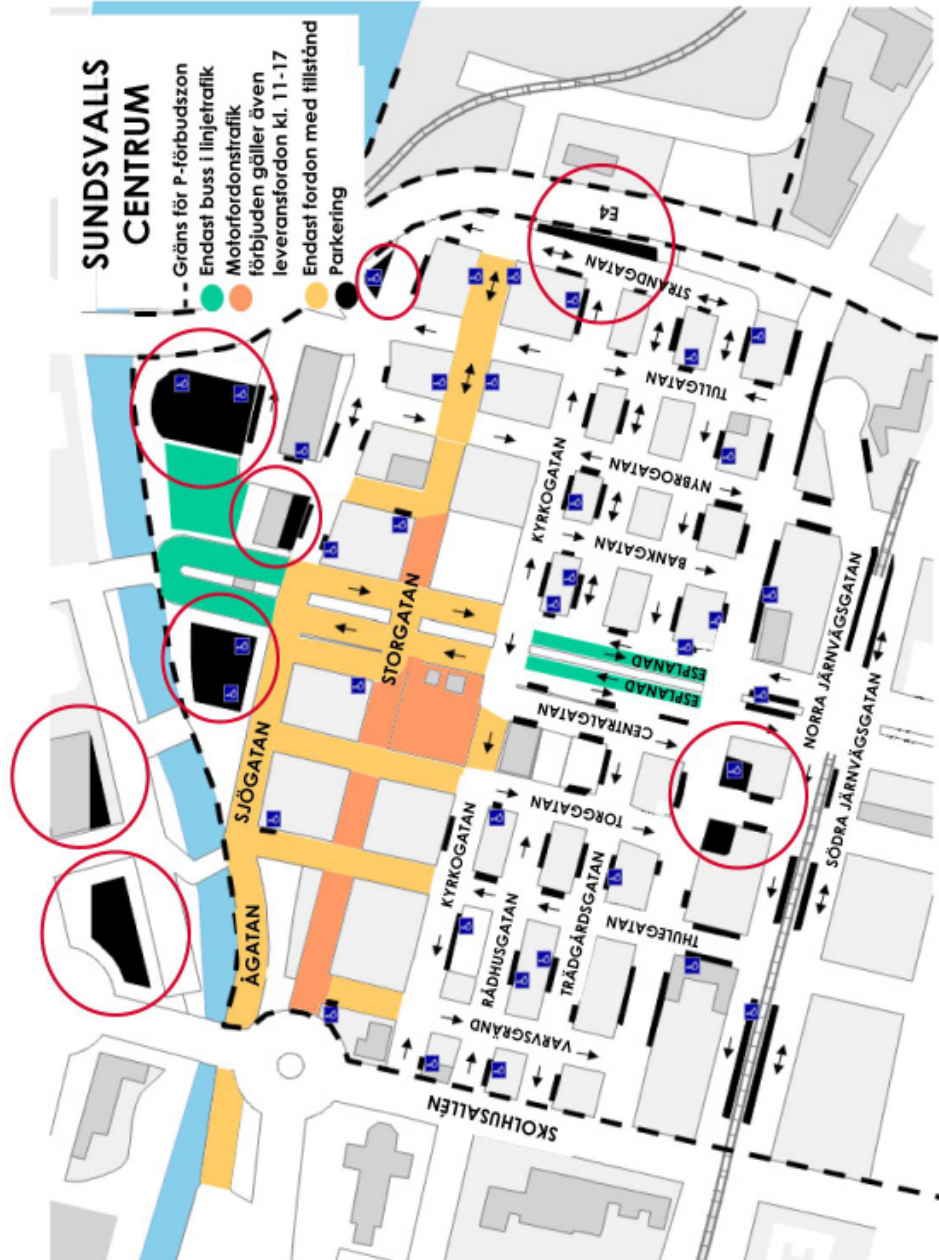 SUNDSVALLS
CENTRUM
Gräns för P-förbudszon
Endast buss i linjetrafik
Motorfordonstrafik
förbjuden gäller även
leveransfordon kl. 11-17
Endast fordon med tillstånd
Parkering
E4
STRANDGATAN
TULLGATAN
NYBROGATAN
KYRKOGATAN
BANKGATAN
STORGATAN
ESPLANAD
ESPLANAD
CENTRALGATAN
NORRA JÄRNVÄGSGATAN
SÖDRA JÄRNVÄGSGATAN
SJÖGATAN
TORGGATAN
KYRKOGATAN
RÅDHUSGATAN
TRÄDGÅRDSGATAN
THULEGATAN
ÅGATAN
VARVSGRÄND
SKOLHUSALLÉN